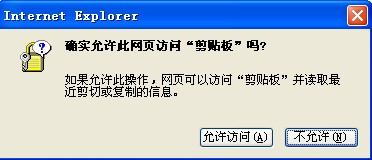 Internet Explorer
确实允许此网页访问“剪贴板”吗?
如果允许此操作，网页可以访问“剪贴板”并读取最
近剪切或复制的信息。
允许访问(A) 不允许(N)